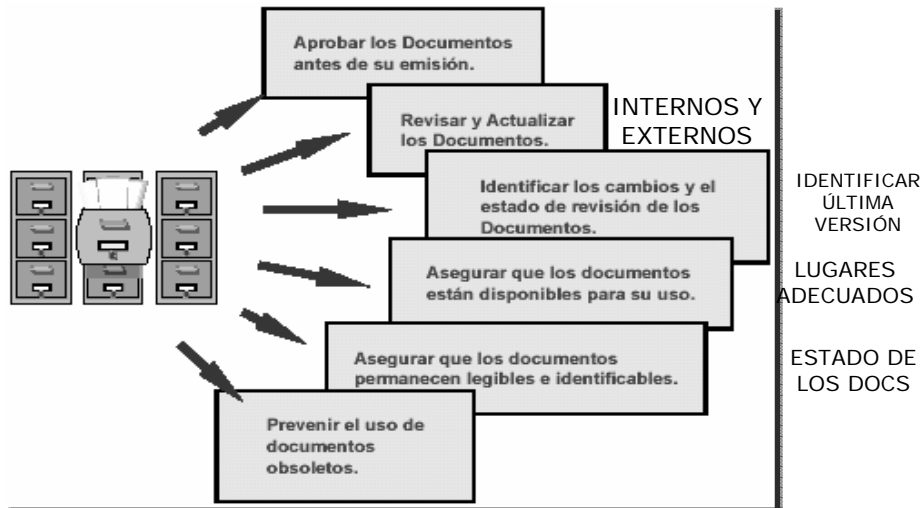 Aprobar los Documentos
antes de su emisión.
Revisar y Actualizar
los Documentos.
INTERNOS Y
EXTERNOS
Identificar los cambios y el
estado de revisión de los
Documentos.
IDENTIFICAR
ÚLTIMA
VERSIÓN
Asegurar que los documentos
están disponibles para su uso.
LUGARES
ADECUADOS
Asegurar que los documentos
permanecen legibles e identificables.
ESTADO DE
LOS DOCS
Prevenir el uso de
documentos
obsoletos.